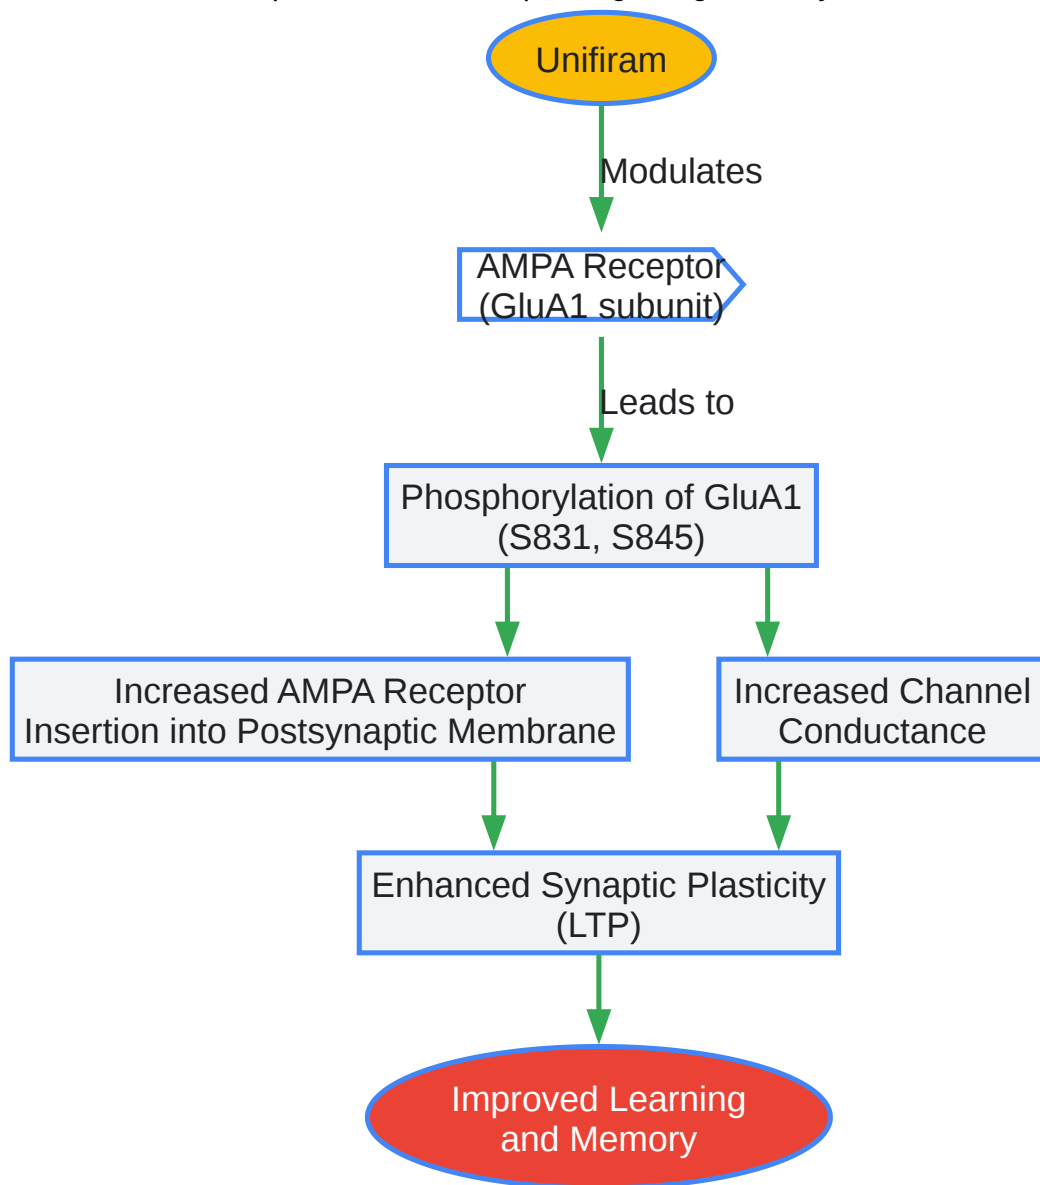 Unifiram
Modulates
AMPA Receptor
(GluA1 subunit)
Leads to
Phosphorylation of GluA1
(S831, S845)
Increased AMPA Receptor
Insertion into Postsynaptic Membrane
Increased Channel
Conductance
Enhanced Synaptic Plasticity
(LTP)
Improved Learning
and Memory